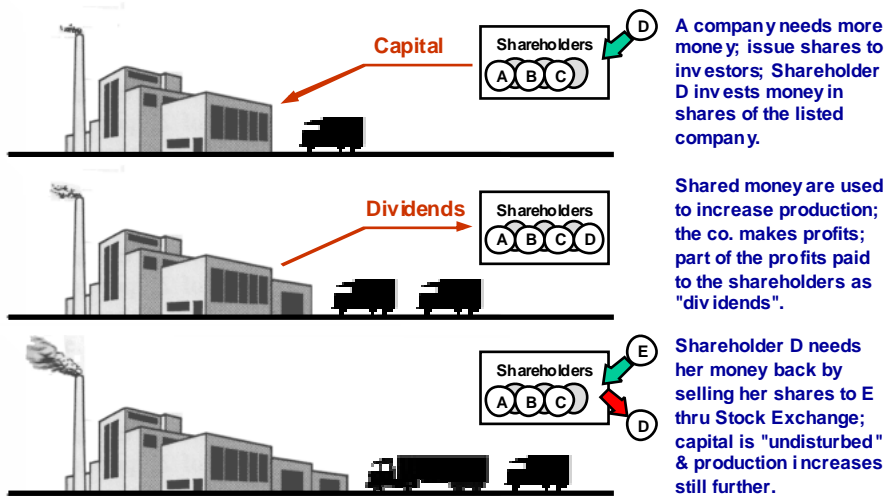 Capital
Shareholders
D
A B C
A company needs more
money; issue shares to
investors; Shareholder
D invests money in
shares of the listed
company.
Dividends
Shareholders
A B C D
Shared money are used
to increase production;
the co. makes profits;
part of the profits paid
to the shareholders as
"dividends".
Shareholders
E
A B C
D
Shareholder D needs
her money back by
selling her shares to E
thru Stock Exchange;
capital is "undisturbed"
& production increases
still further.